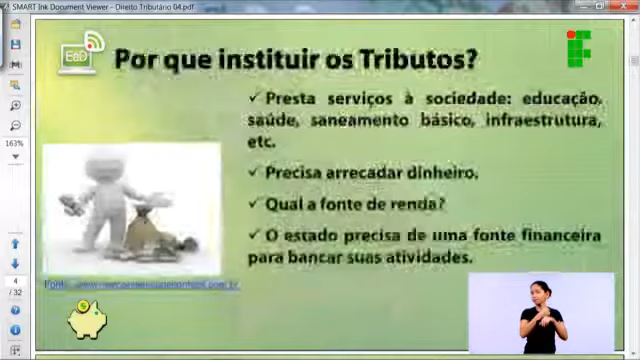 SMART Ink Document Viewer - Direito Tributário 04.pdf
EaD
Por que instituir os Tributos?
✓ Presta serviços à sociedade: educação,
saúde, saneamento básico, infraestrutura,
etc.
163%
✓ Precisa arrecadar dinheiro.
✓ Qual a fonte de renda?
✓ O estado precisa de uma fonte financeira
para bancar suas atividades.
4
/ 32